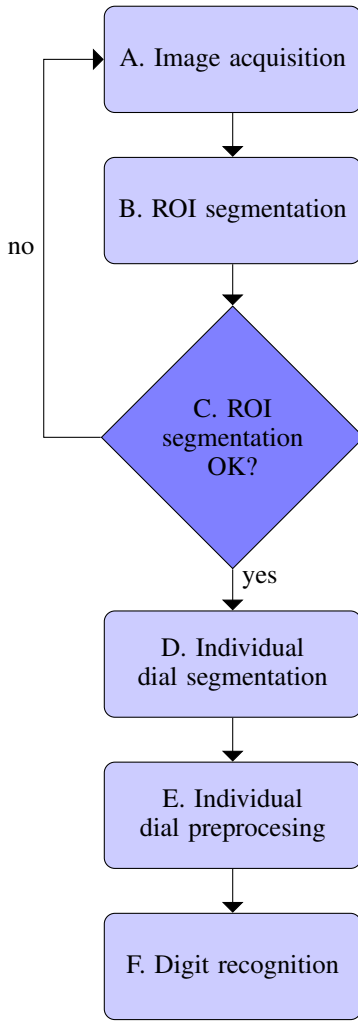 A. Image acquisition
B. ROI segmentation
no
C. ROI
segmentation
OK?
yes
D. Individual
dial segmentation
E. Individual
dial preprocesing
F. Digit recognition